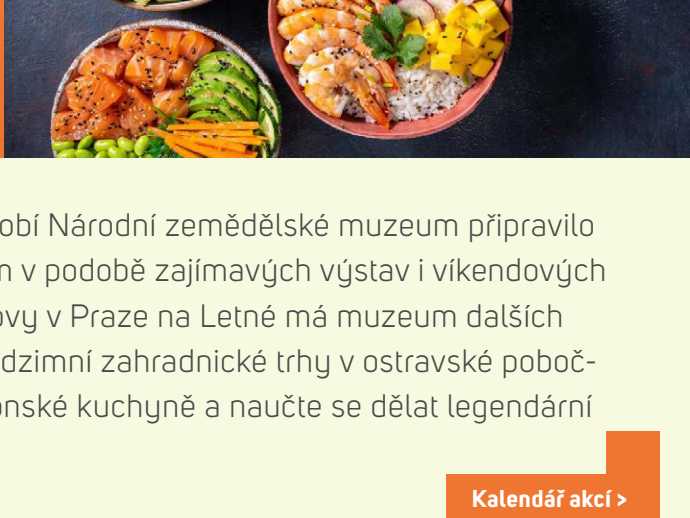 obí Národní zemědělské muzeum připravilo
v podobě zajímavých výstav i víkendových
ovy v Praze na Letné má muzeum dalších
dzimní zahradnické trhy v ostravské poboč-
onské kuchyně a naučte se dělat legendární
Kalendář akcí >